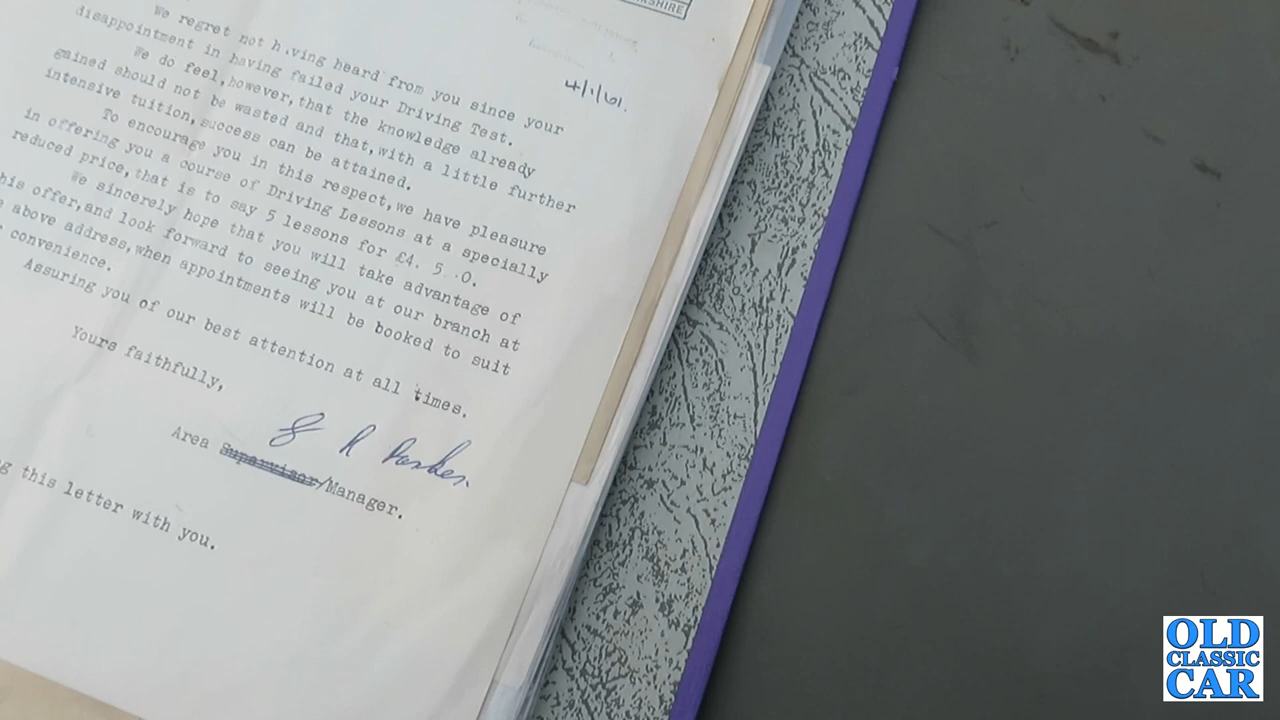 KSHIRE
4/1/61.
We regret not having heard from you since your
disappointment in having failed your Driving Test.
We do feel,however,that the knowledge already
gained should not be wasted and that,with a little further
intensive tuition,success can be attained.
To encourage you in this respect,we have pleasure
in offering you a course of Driving Lessons at a specially
reduced price,that is to say 5 lessons for £4. 5 .0.
We sincerely hope that you will take advantage of
his offer,and look forward to seeing you at our branch at
e above address,when appointments will be booked to suit
convenience.
Assuring you of our best attention at all times.
Yours faithfully,
Area Supervisor/Manager.
ng this letter with you.
OLD
CLASSIC
CAR